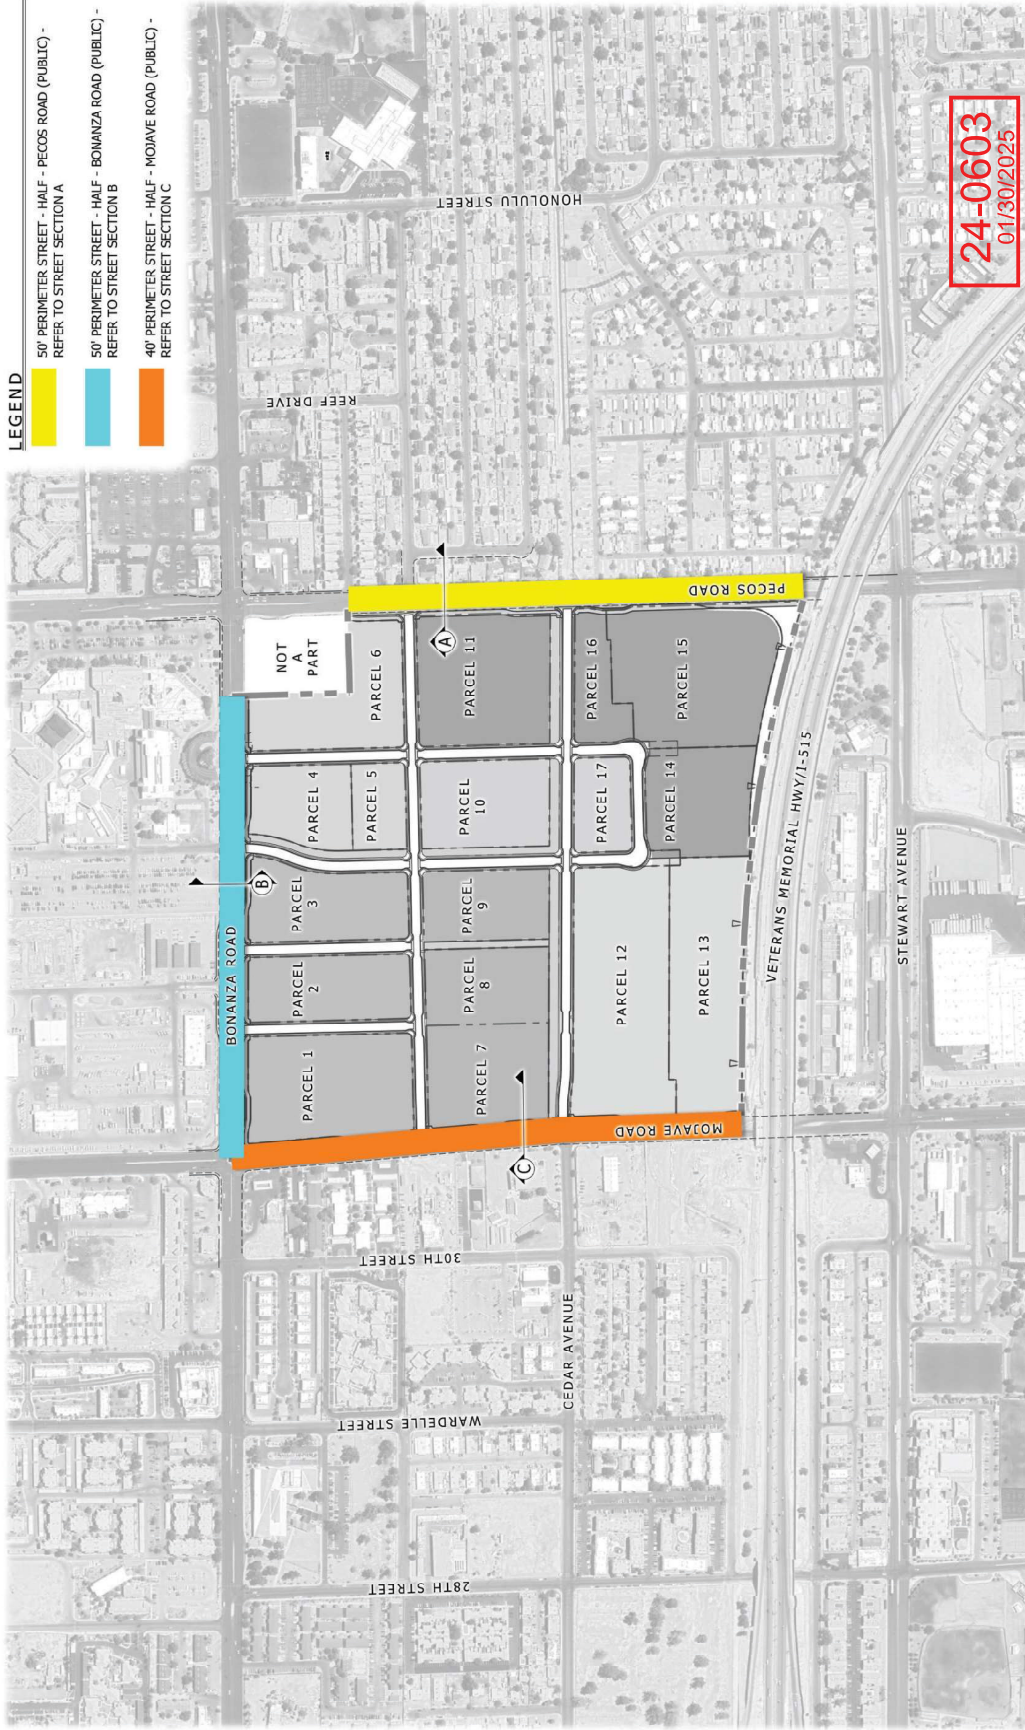 LEGEND
50' PERIMETER STREET - HALF - PECOS ROAD (PUBLIC) -
REFER TO STREET SECTION A
50' PERIMETER STREET - HALF - BONANZA ROAD (PUBLIC) -
REFER TO STREET SECTION B
40' PERIMETER STREET - HALF - MOJAVE ROAD (PUBLIC) -
REFER TO STREET SECTION C
24-0603
01/30/2025
HONOLULU STREET
REEF DRIVE
PECOS ROAD
NOT
A
PART
PARCEL 6
A
PARCEL 11
PARCEL 16
PARCEL 15
PARCEL 4
PARCEL 5
PARCEL
10
PARCEL 17
PARCEL 14
VETERANS MEMORIAL HWY/I-515
STEWART AVENUE
BONANZA ROAD
B
PARCEL
3
PARCEL
9
PARCEL
2
PARCEL
8
PARCEL 12
PARCEL 13
PARCEL 1
PARCEL 7
C
MOJAVE ROAD
30TH STREET
CEDAR AVENUE
WARDELLE STREET
28TH STREET